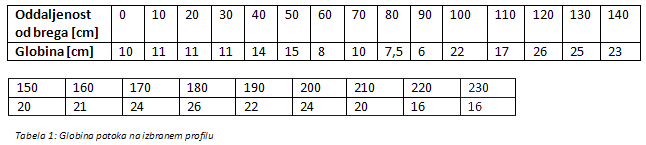 Oddaljenost od brega [cm] 0 10 20 30 40 50 60 70 80 90 100 110 120 130 140
Globina [cm] 10 11 11 11 14 15 8 10 7,5 6 22 17 26 25 23
150 160 170 180 190 200 210 220 230
20 21 24 26 22 24 20 16 16
Tabela 1: Globina potoka na izbranem profilu